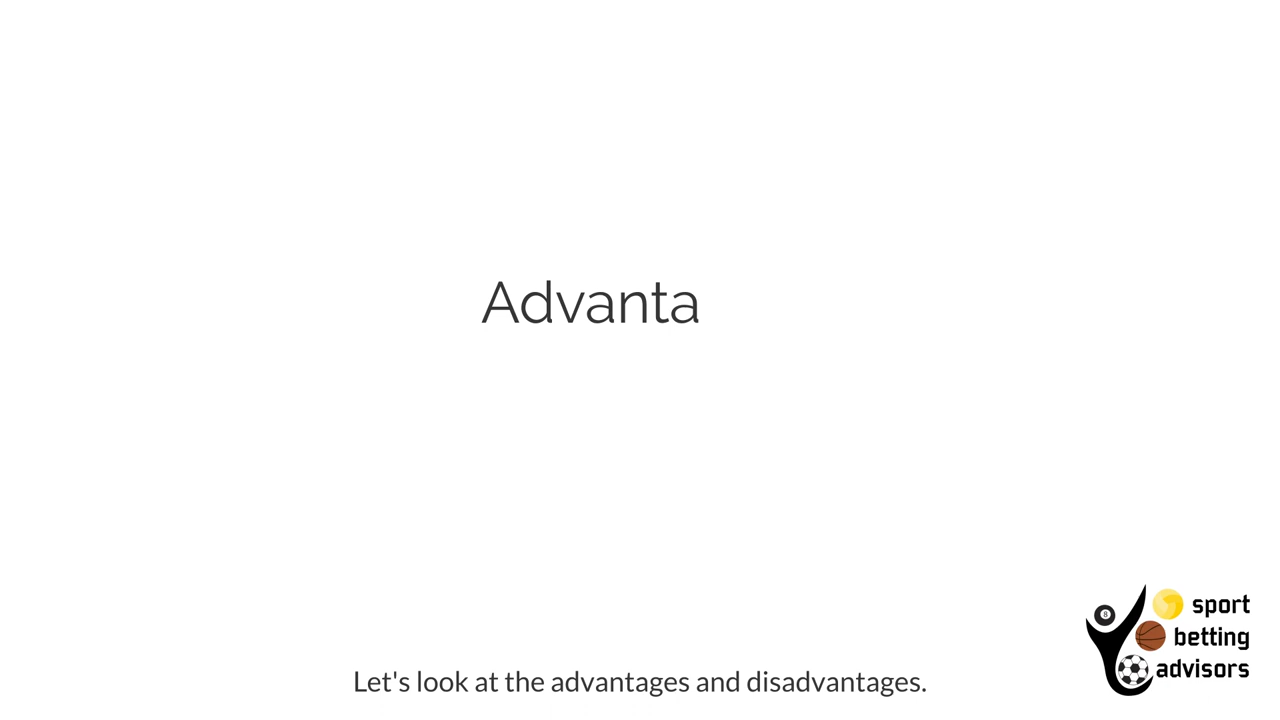 Advanta
sport
betting
advisors
Let's look at the advantages and disadvantages.